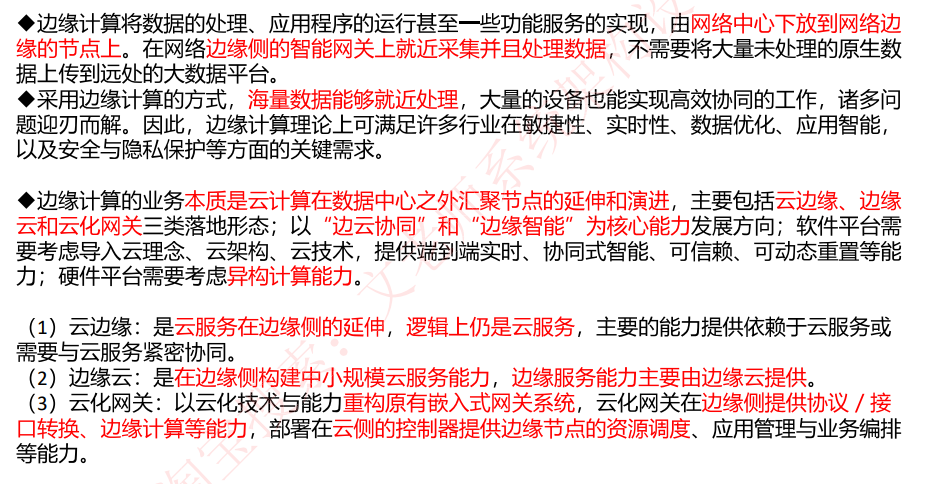 ◆边缘计算将数据的处理、应用程序的运行甚至一些功能服务的实现，由网络中心下放到网络边
缘的节点上。在网络边缘侧的智能网关上就近采集并且处理数据，不需要将大量未处理的原生数
据上传到远处的大数据平台。
◆采用边缘计算的方式，海量数据能够就近处理，大量的设备也能实现高效协同的工作，诸多问
题迎刃而解。因此，边缘计算理论上可满足许多行业在敏捷性、实时性、数据优化、应用智能，
以及安全与隐私保护等方面的关键需求。
◆边缘计算的业务本质是云计算在数据中心之外汇聚节点的延伸和演进，主要包括云边缘、边缘
云和云化网关三类落地形态；以“边云协同”和“边缘智能”为核心能力发展方向；软件平台需
要考虑导入云理念、云架构、云技术，提供端到端实时、协同式智能、可信赖、可动态重置等能
力；硬件平台需要考虑异构计算能力。
（1）云边缘：是云服务在边缘侧的延伸，逻辑上仍是云服务，主要的能力提供依赖于云服务或
需要与云服务紧密协同。
（2）边缘云：是在边缘侧构建中小规模云服务能力，边缘服务能力主要由边缘云提供。
（3）云化网关：以云化技术与能力重构原有嵌入式网关系统，云化网关在边缘侧提供协议/接
口转换、边缘计算等能力，部署在云侧的控制器提供边缘节点的资源调度、应用管理与业务编排
等能力。
淘宝搜索：文老师系统架构设